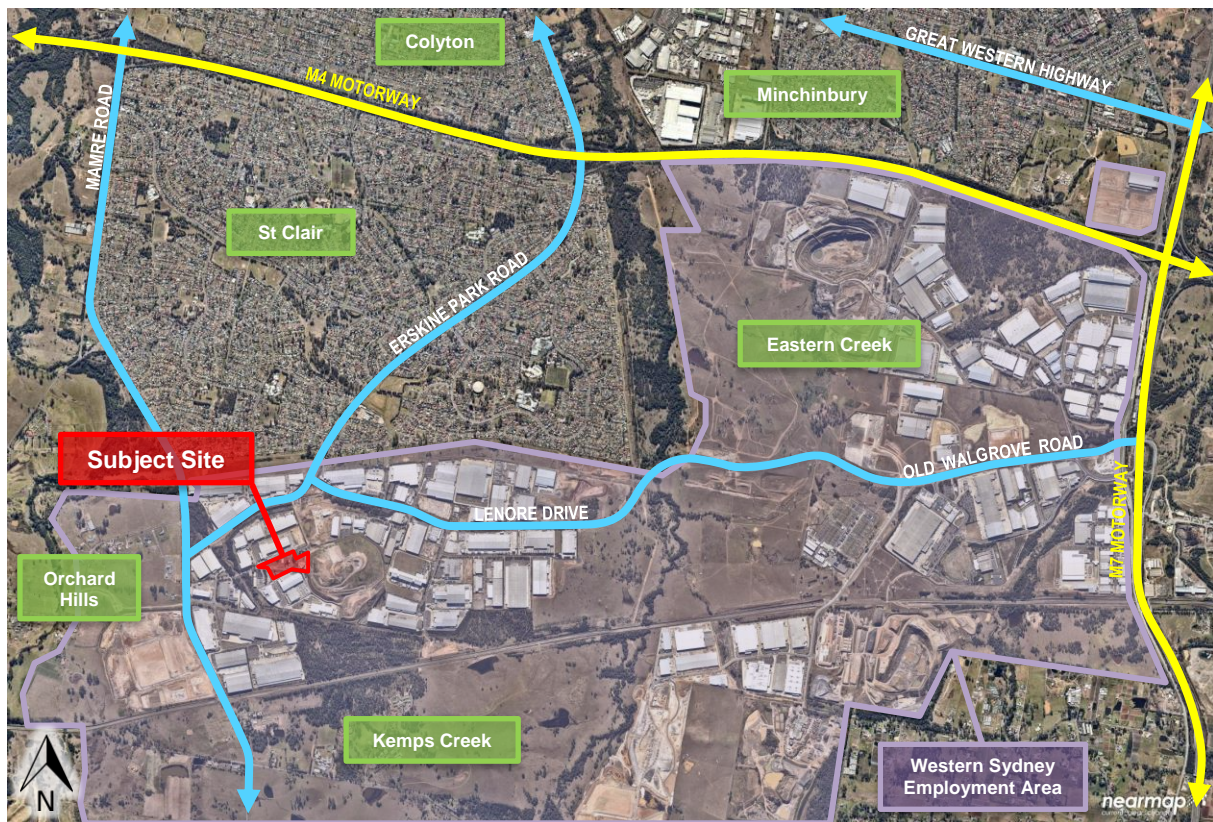 Colyton
GREAT WESTERN HIGHWAY
M4 MOTORWAY
Minchinbury
MAMRE ROAD
St Clair
ERSKINE PARK ROAD
Eastern Creek
Subject Site
OLD WALGROVE ROAD
LENORE DRIVE
M7 MOTORWAY
Orchard
Hills
Kemps Creek
Western Sydney
Employment Area
N
nearmap